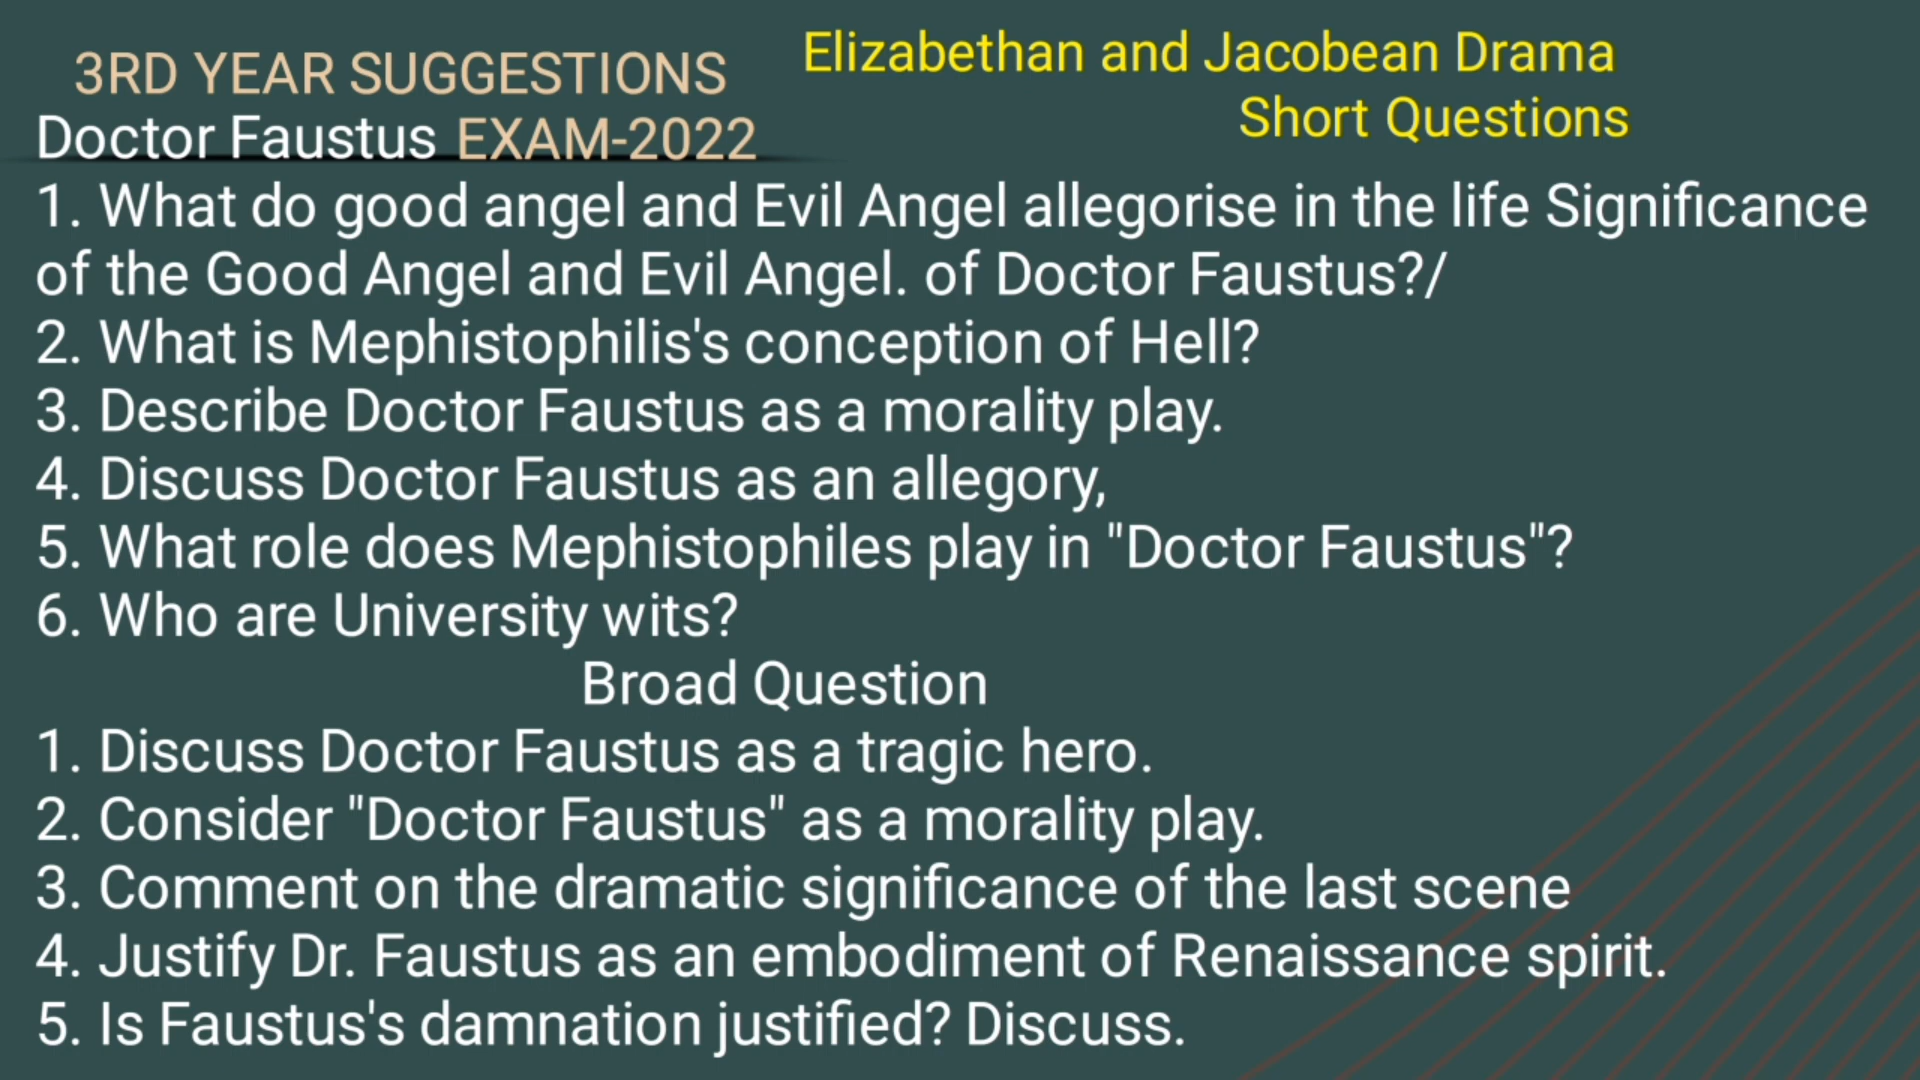 3RD YEAR SUGGESTIONS
Elizabethan and Jacobean Drama
Short Questions
Doctor Faustus EXAM-2022
1. What do good angel and Evil Angel allegorise in the life Significance
of the Good Angel and Evil Angel. of Doctor Faustus?/
2. What is Mephistophilis's conception of Hell?
3. Describe Doctor Faustus as a morality play.
4. Discuss Doctor Faustus as an allegory,
5. What role does Mephistophiles play in "Doctor Faustus"?
6. Who are University wits?
Broad Question
1. Discuss Doctor Faustus as a tragic hero.
2. Consider "Doctor Faustus" as a morality play.
3. Comment on the dramatic significance of the last scene
4. Justify Dr. Faustus as an embodiment of Renaissance spirit.
5. Is Faustus's damnation justified? Discuss.